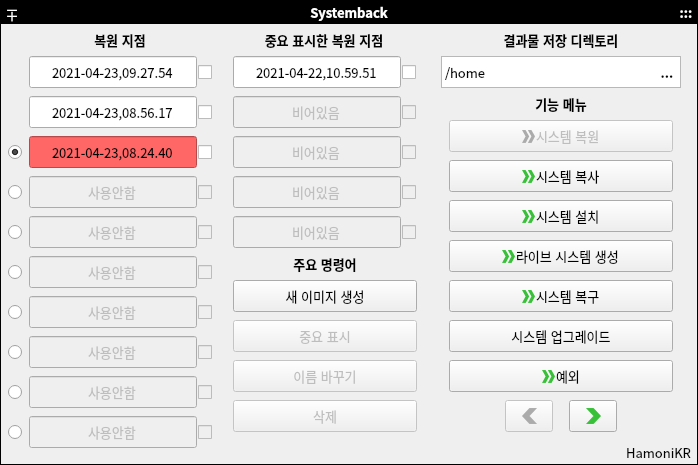 Systemback
복원 지점
2021-04-23,09.27.54
2021-04-23,08.56.17
2021-04-23,08.24.40
사용안함
사용안함
사용안함
사용안함
사용안함
사용안함
사용안함
중요 표시한 복원 지점
2021-04-22,10.59.51
비어있음
비어있음
비어있음
비어있음
주요 명령어
새 이미지 생성
중요 표시
이름 바꾸기
삭제
결과물 저장 디렉토리
/home ...
기능 메뉴
시스템 복원
시스템 복사
시스템 설치
라이브 시스템 생성
시스템 복구
시스템 업그레이드
예외
HamoniKR